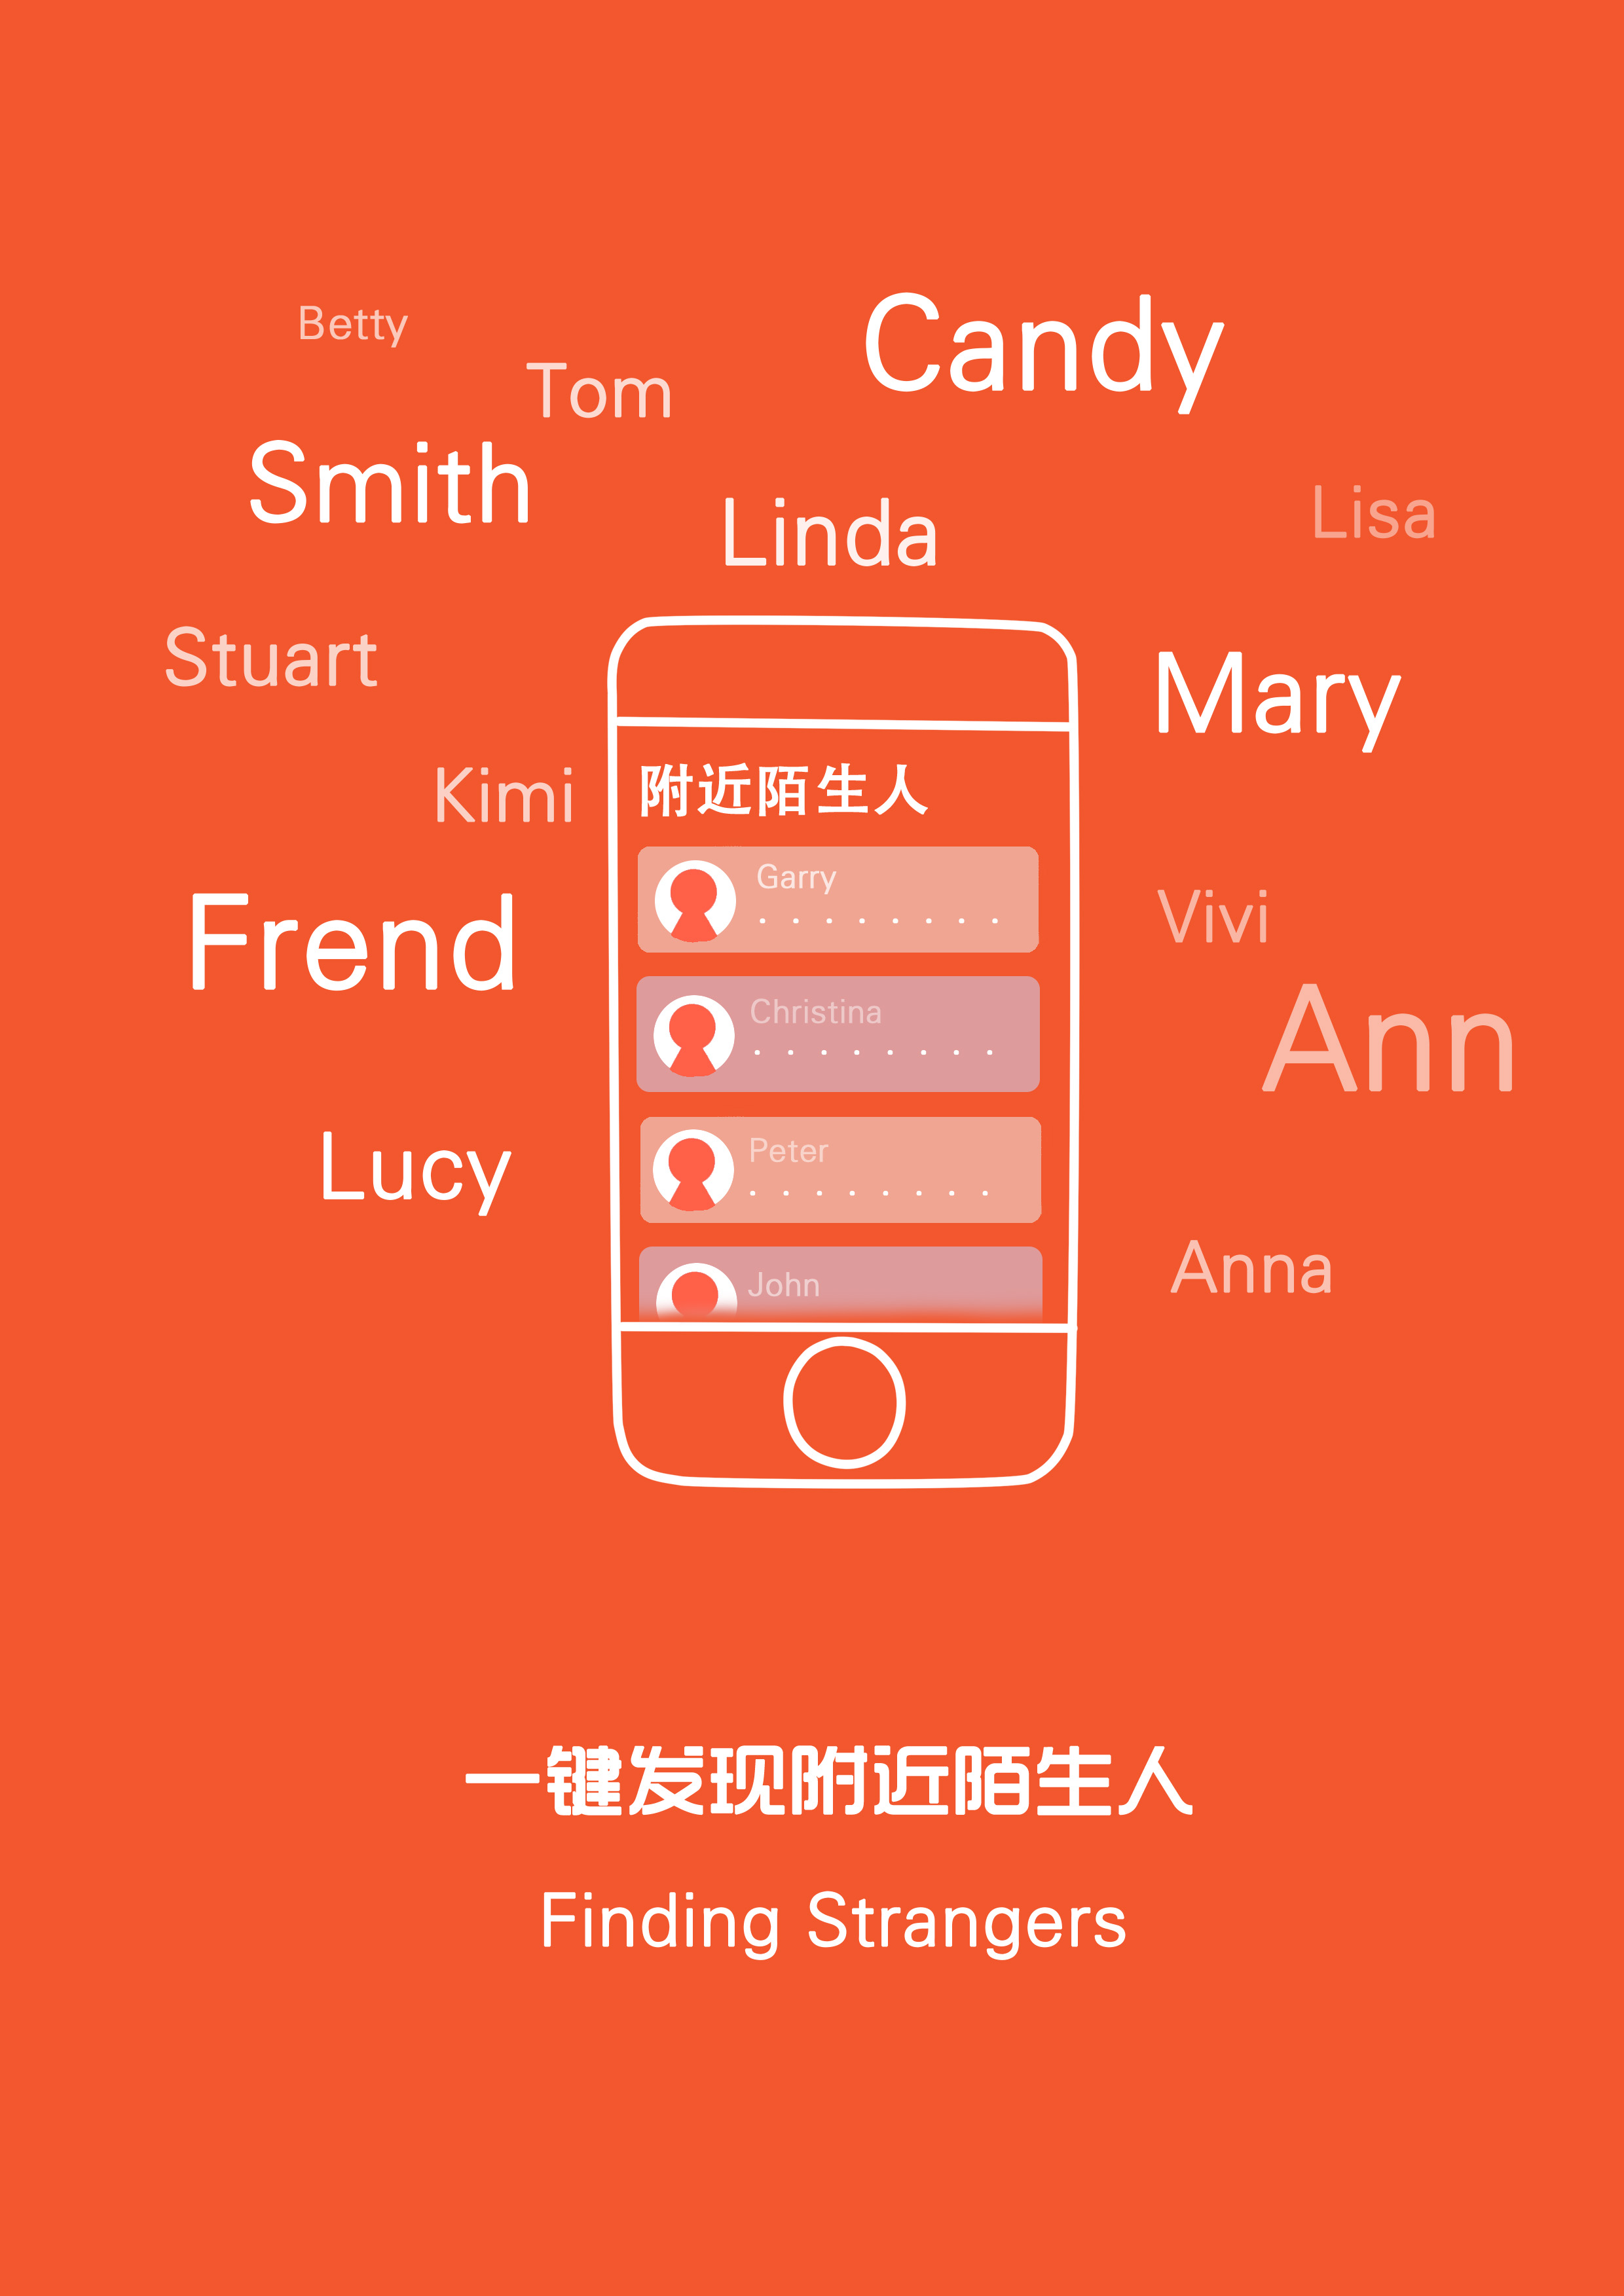 Betty
Candy
Tom
Smith
Linda
Lisa
Stuart
Mary
Kimi
附近陌生人
Garry
Frend
Vivi
Christina
Ann
Peter
Lucy
Anna
John
一键发现附近陌生人
Finding Strangers